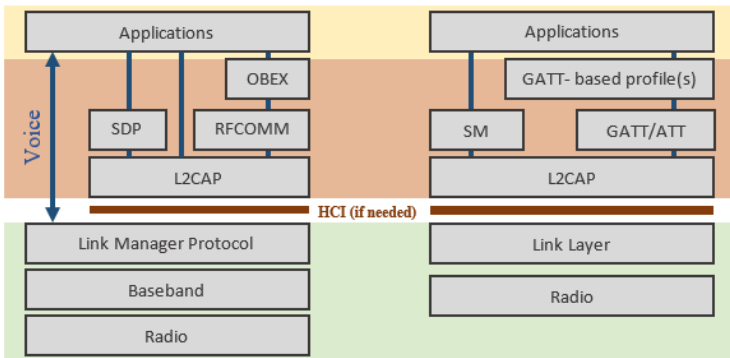 Applications
OBEX
SDP
RFCOMM
Voice
L2CAP
HCI (if needed)
Link Manager Protocol
Baseband
Radio
Applications
GATT- based profile(s)
SM
GATT/ATT
L2CAP
Link Layer
Radio